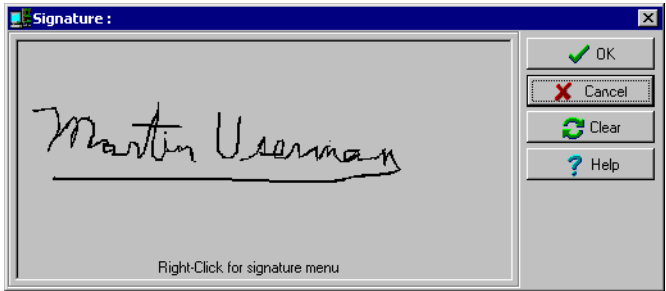 Signature :
Martin Userman
Right-Click for signature menu
OK
Cancel
Clear
Help